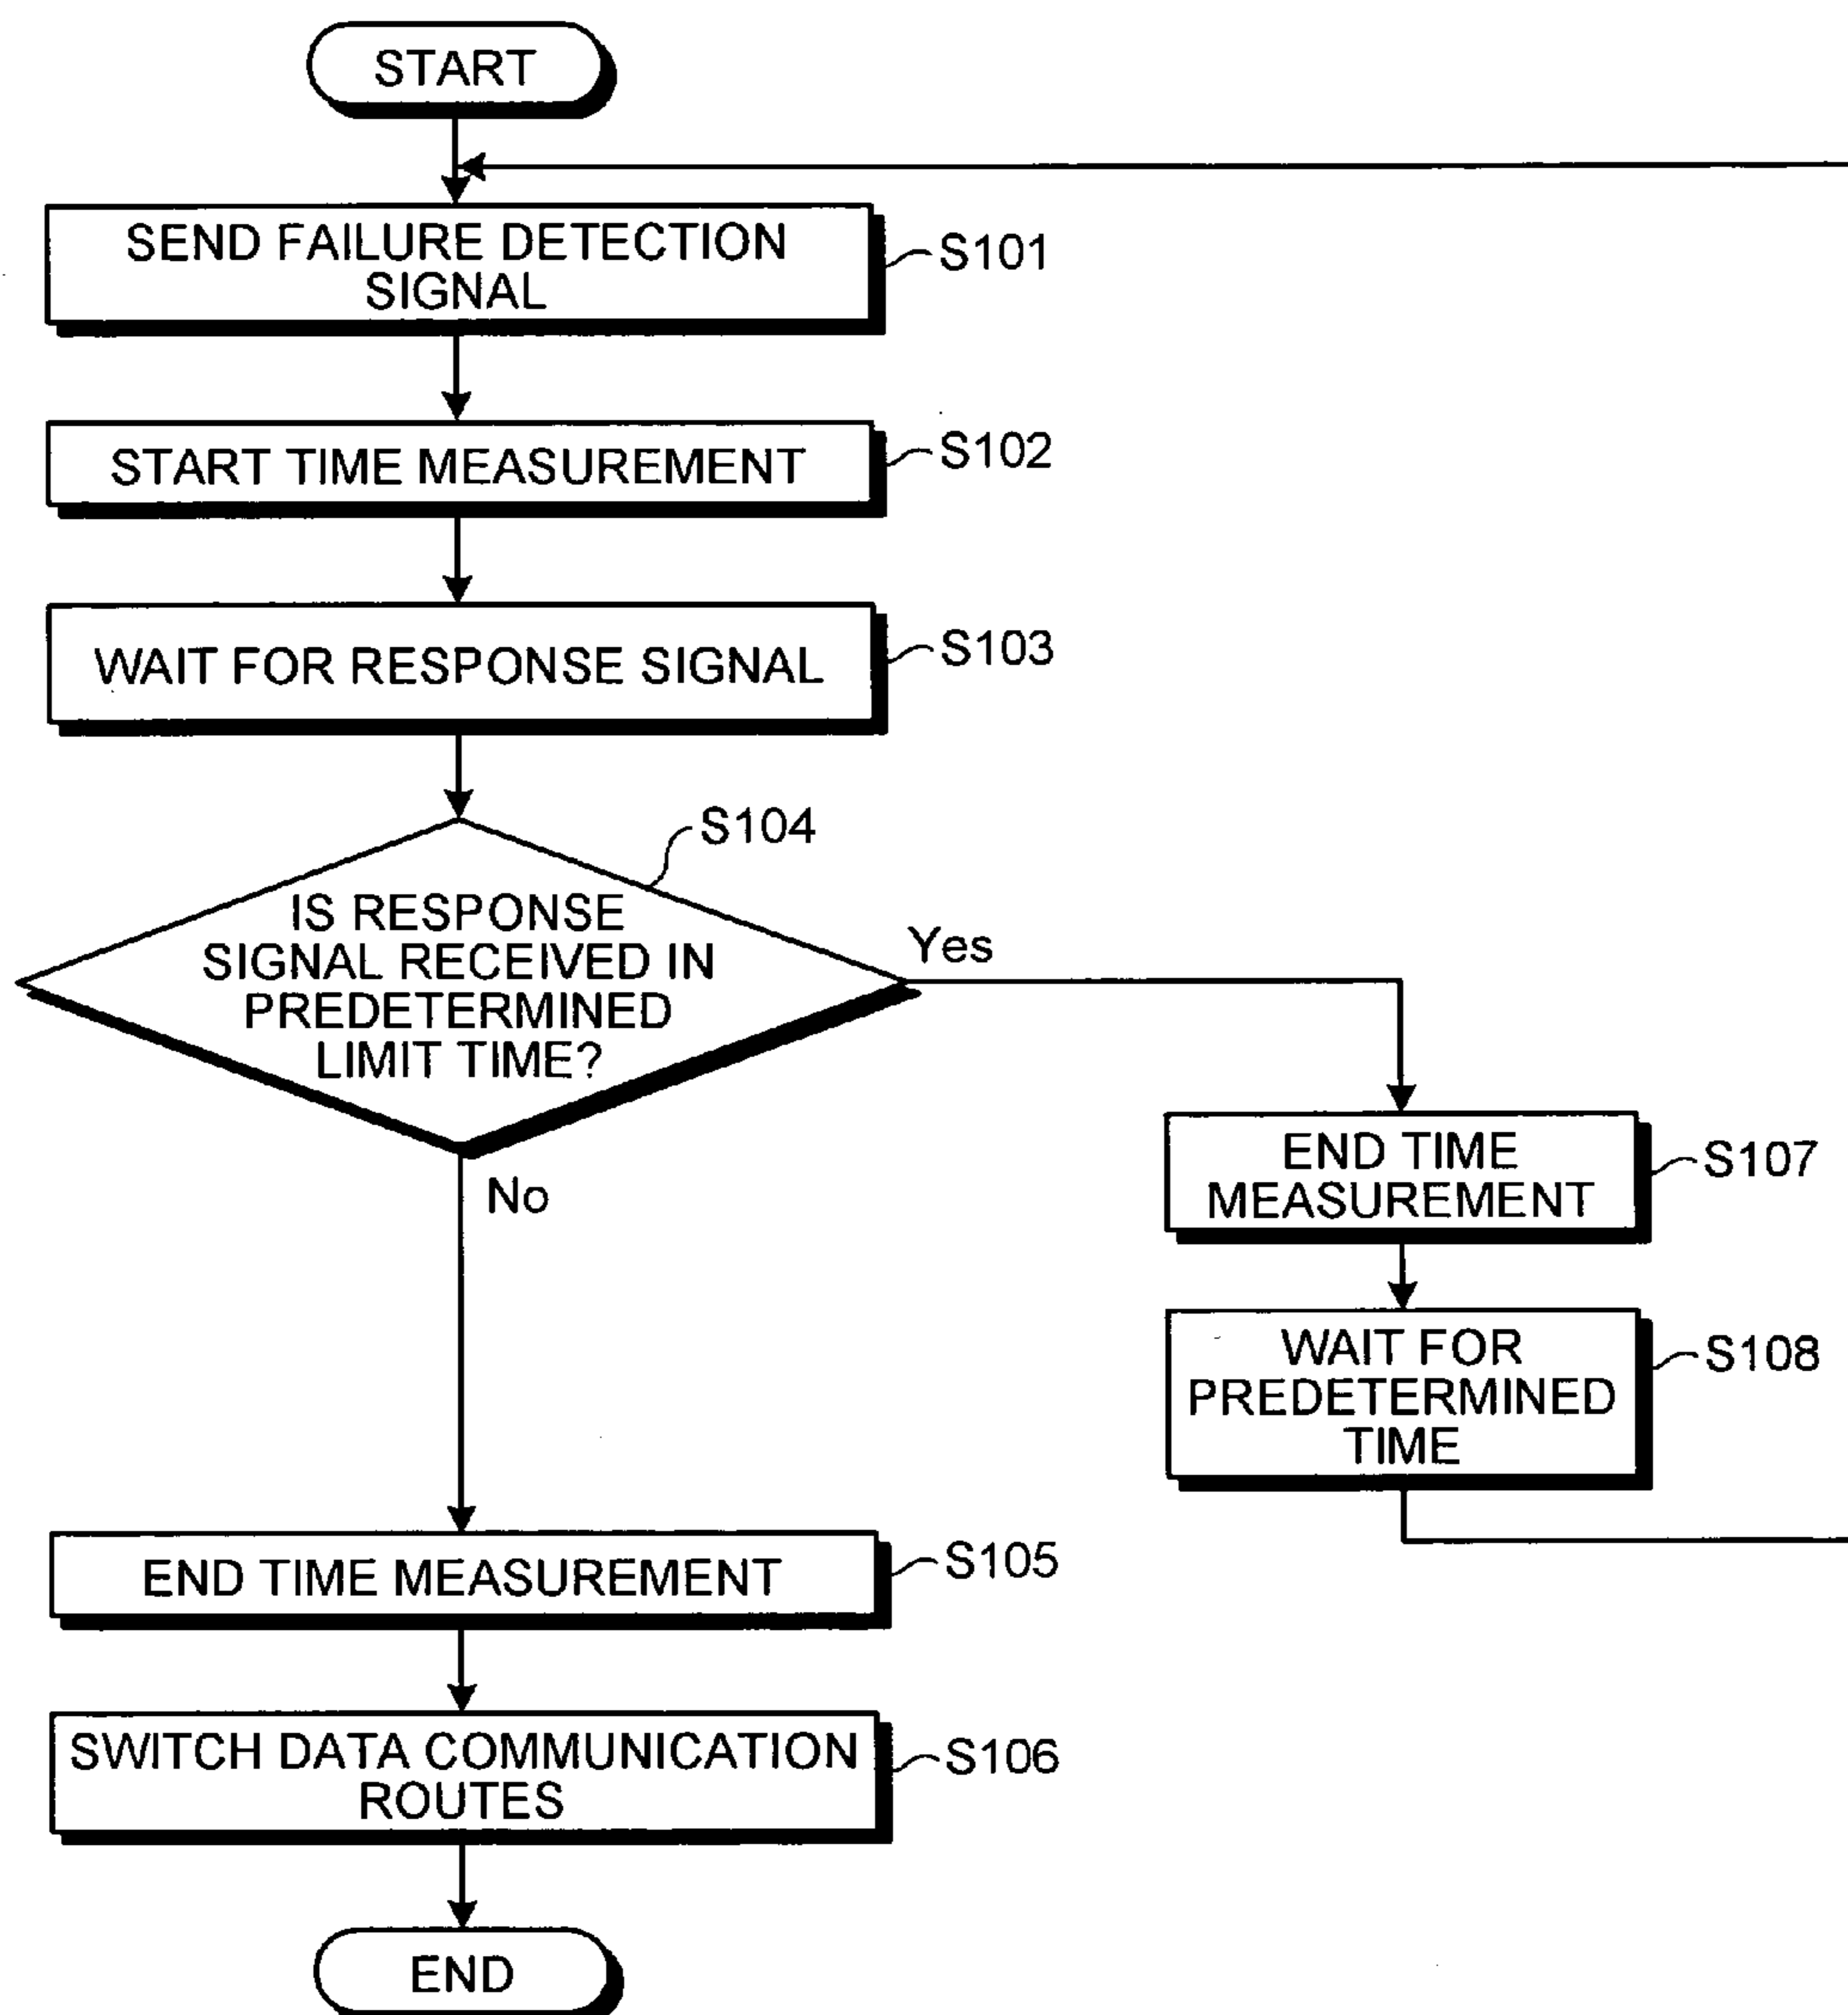 START
SEND FAILURE DETECTION
SIGNAL
S101
START TIME MEASUREMENT
S102
WAIT FOR RESPONSE SIGNAL
S103
S104
IS RESPONSE
SIGNAL RECEIVED IN
PREDETERMINED
LIMIT TIME?
Yes
No
END TIME
MEASUREMENT
S107
WAIT FOR
PREDETERMINED
TIME
S108
END TIME MEASUREMENT
S105
SWITCH DATA COMMUNICATION
ROUTES
S106
END